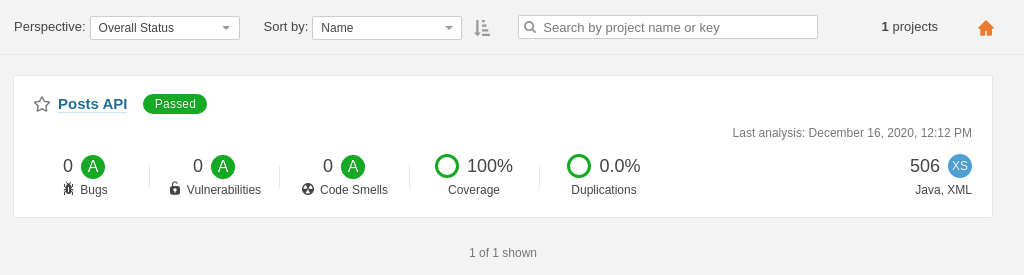 Perspective: Overall Status Sort by: Name Search by project name or key 1 projects
Posts API Passed
Last analysis: December 16, 2020, 12:12 PM
0 A 0 A 0 A 100% 0.0% 506 XS
Bugs Vulnerabilities Code Smells Coverage Duplications Java, XML
1 of 1 shown